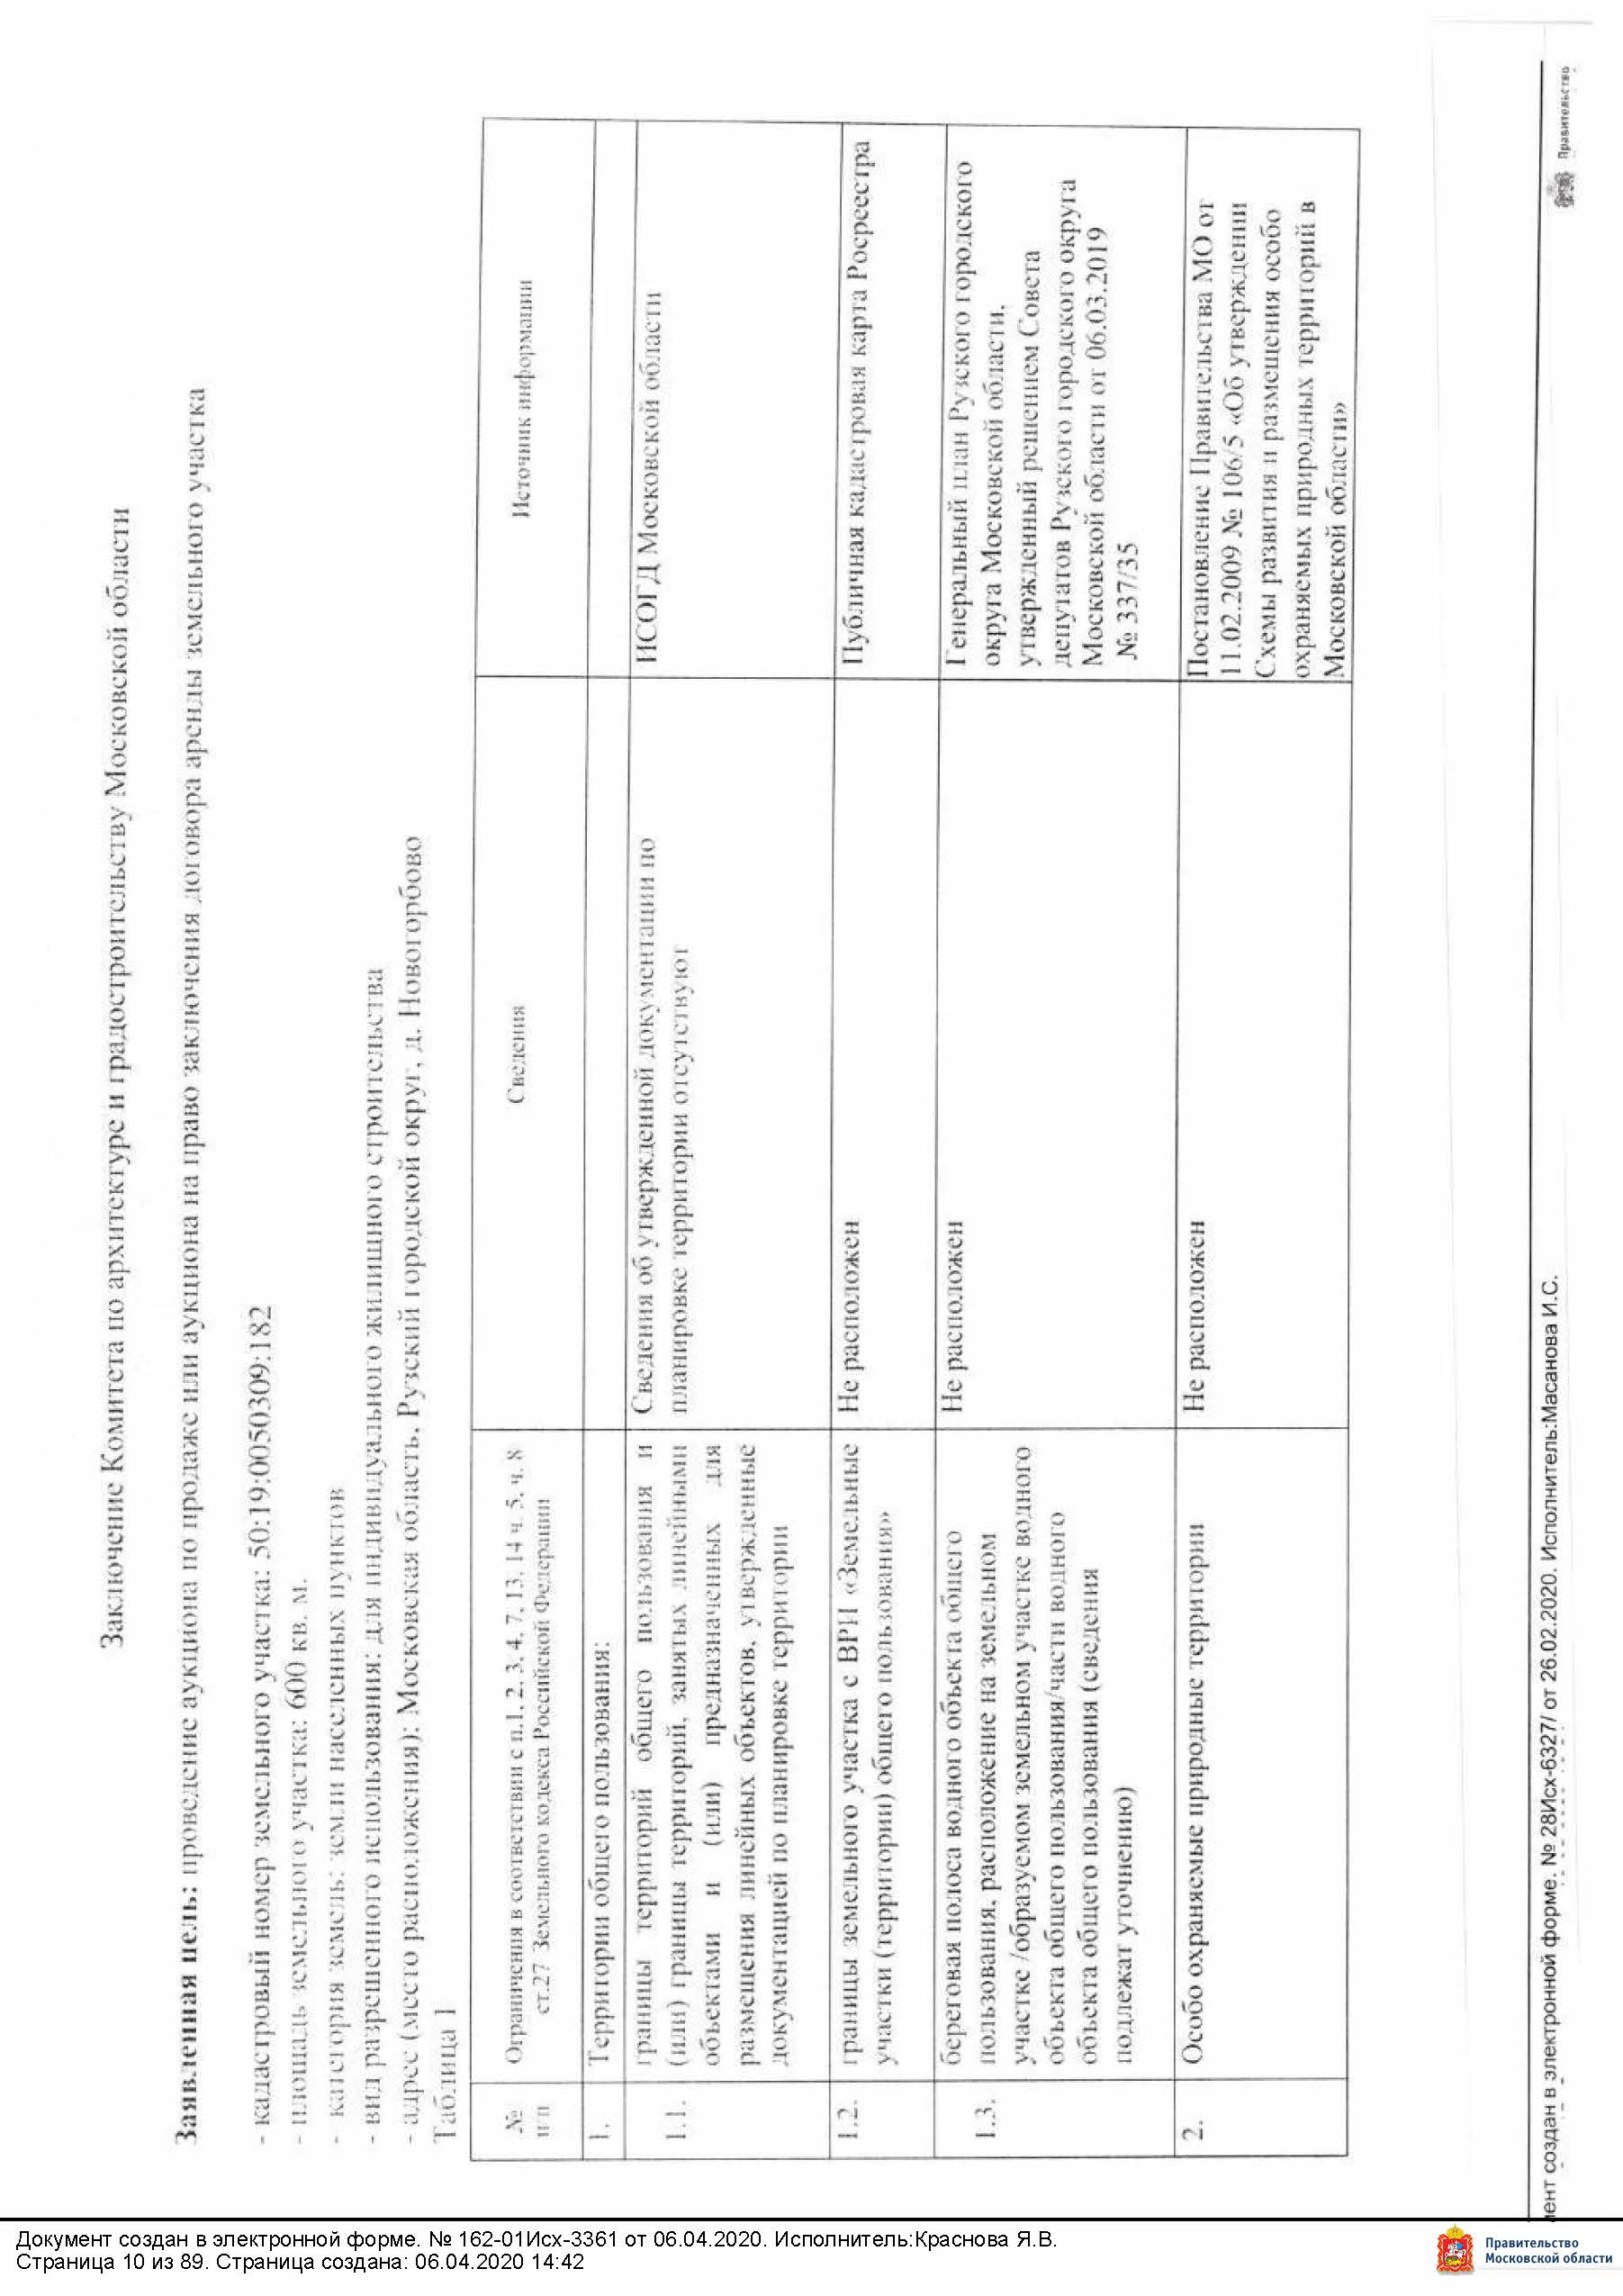 Заключение Комитета по архитектуре и градостроительству Московской области
Заявленная цель: проведение аукциона по продаже или аукциона на право заключения договора аренды земельного участка
- кадастровый номер земельного участка: 50:19:0050309:182
- площадь земельного участка: 600 кв. м.
- категория земель: земли населенных пунктов
- вид разрешенного использования: для индивидуального жилищного строительства
- адрес (место расположения): Московская область, Рузский городской округ, д. Новогорбово
Таблица 1
№
п/п
Ограничения в соответствии с п.1, 2, 3, 4, 7, 13, 14 ч. 5, ч. 8
ст.27 Земельного кодекса Российской Федерации
Сведения
Источник информации
1.
Территории общего пользования:
1.1.
границы территорий общего пользования и
(или) границы территорий, занятых линейными
объектами и (или) предназначенных для
размещения линейных объектов, утвержденные
документацией по планировке территории
Сведения об утвержденной документации по
планировке территории отсутствуют
ИСОГД Московской области
1.2.
границы земельного участка с ВРИ «Земельные
участки (территории) общего пользования»
Не расположен
Публичная кадастровая карта Росреестра
1.3.
береговая полоса водного объекта общего
пользования, расположение на земельном
участке /образуемом земельном участке водного
объекта общего пользования/части водного
объекта общего пользования (сведения
подлежат уточнению)
Не расположен
Генеральный план Рузского городского
округа Московской области,
утвержденный решением Совета
депутатов Рузского городского округа
Московской области от 06.03.2019
№ 337/35
2.
Особо охраняемые природные территории
Не расположен
Постановление Правительства МО от
11.02.2009 № 106/5 «Об утверждении
Схемы развития и размещения особо
охраняемых природных территорий в
Московской области»
мент создан в электронной форме. № 28Исх-6327/ от 26.02.2020. Исполнитель:Масанова И.С.
Правительство
Документ создан в электронной форме. № 162-01Исх-3361 от 06.04.2020. Исполнитель:Краснова Я.В.
Страница 10 из 89. Страница создана: 06.04.2020 14:42
Правительство
Московской области